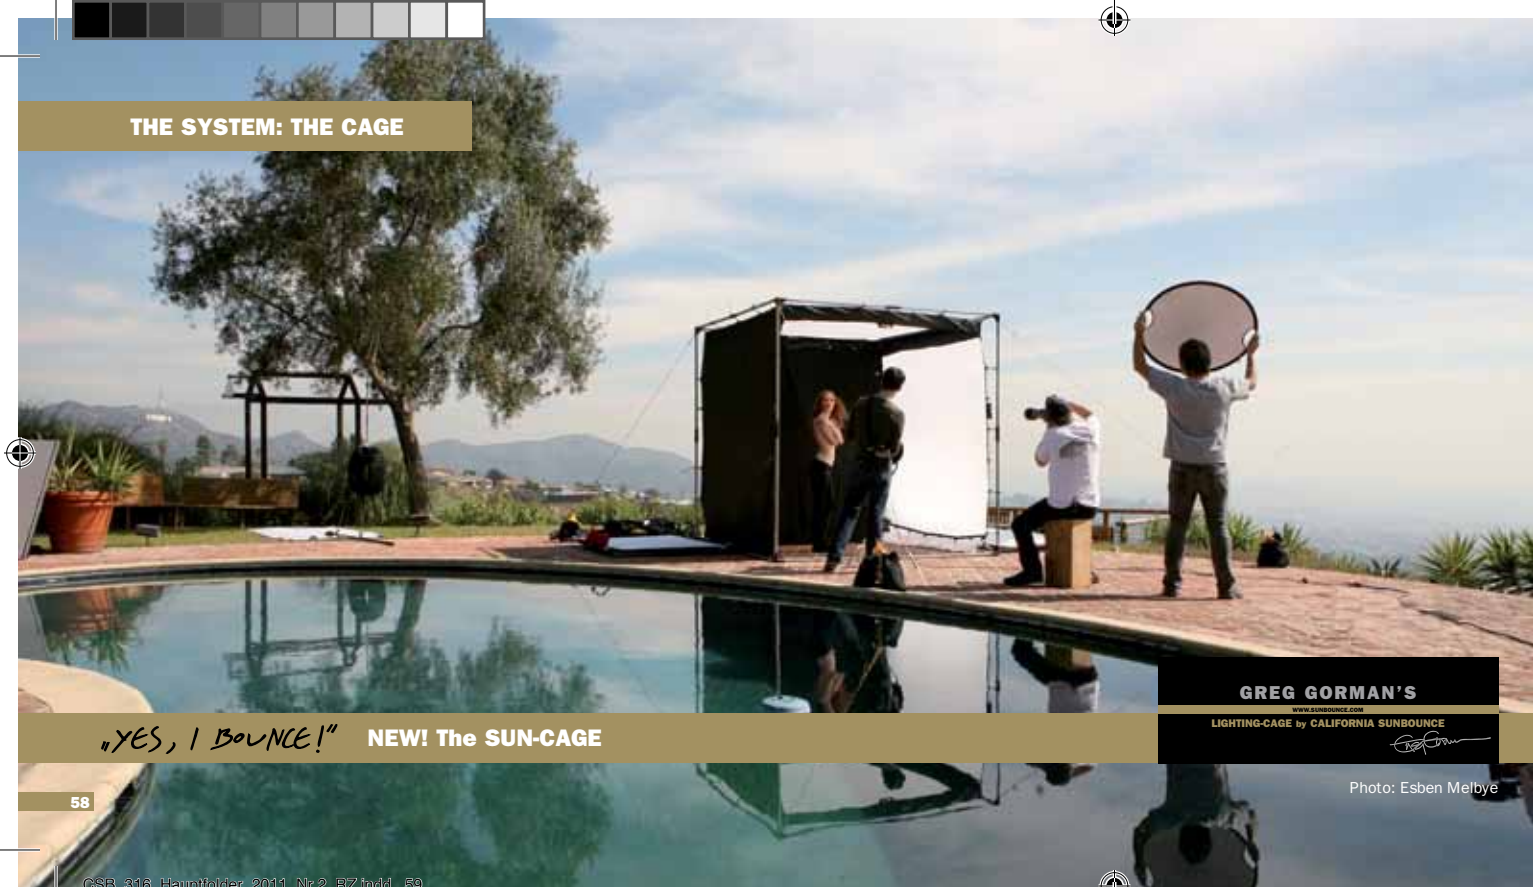 THE SYSTEM: THE CAGE
GREG GORMAN'S
WWW.SUNBOUNCE.COM
LIGHTING-CAGE by CALIFORNIA SUNBOUNCE
„YES, I BOUNCE!" NEW! The SUN-CAGE
Photo: Esben Melbye
58
CSB_316_Hauptfolder_2011_Nr 2_BZ.indd 59